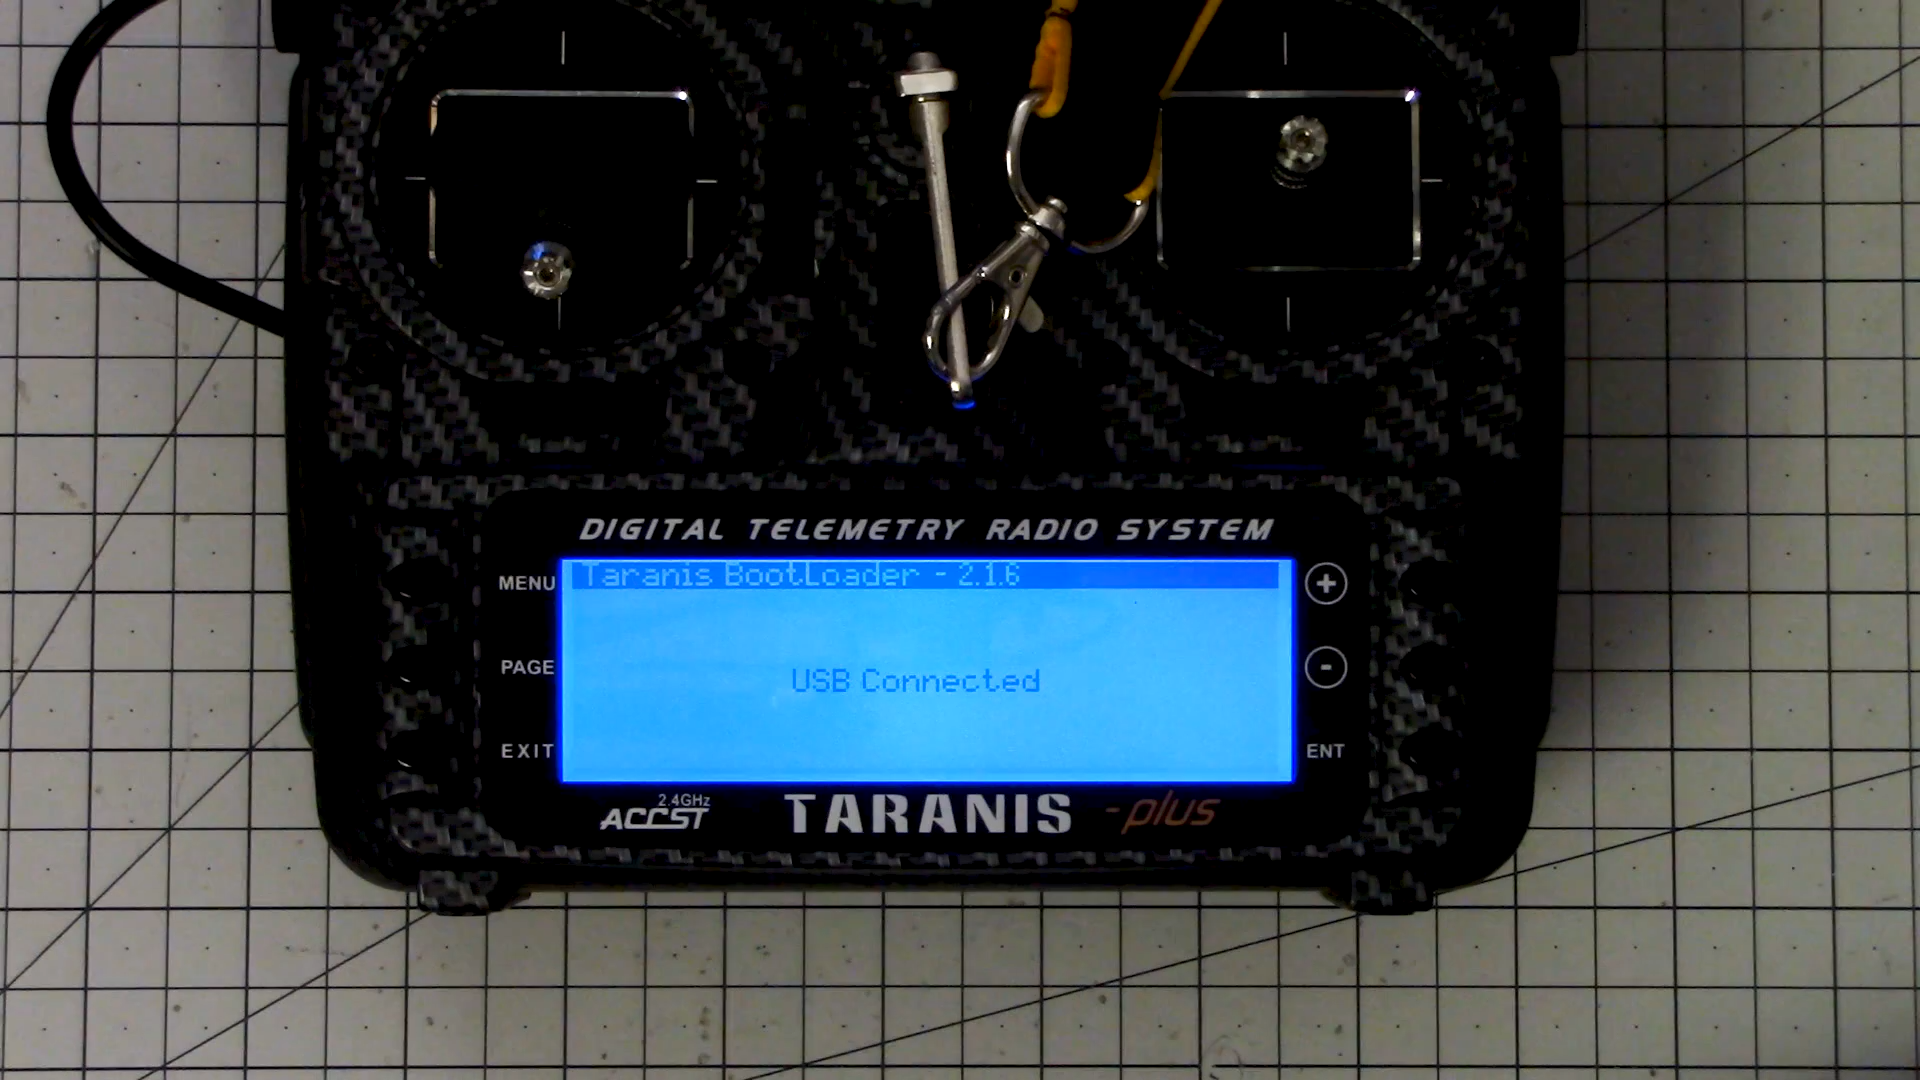 DIGITAL TELEMETRY RADIO SYSTEM
MENU
Taranis BootLoader - 2.1.6
+
PAGE
USB Connected
-
EXIT
ENT
2.4GHz
ACCST
TARANIS -plus